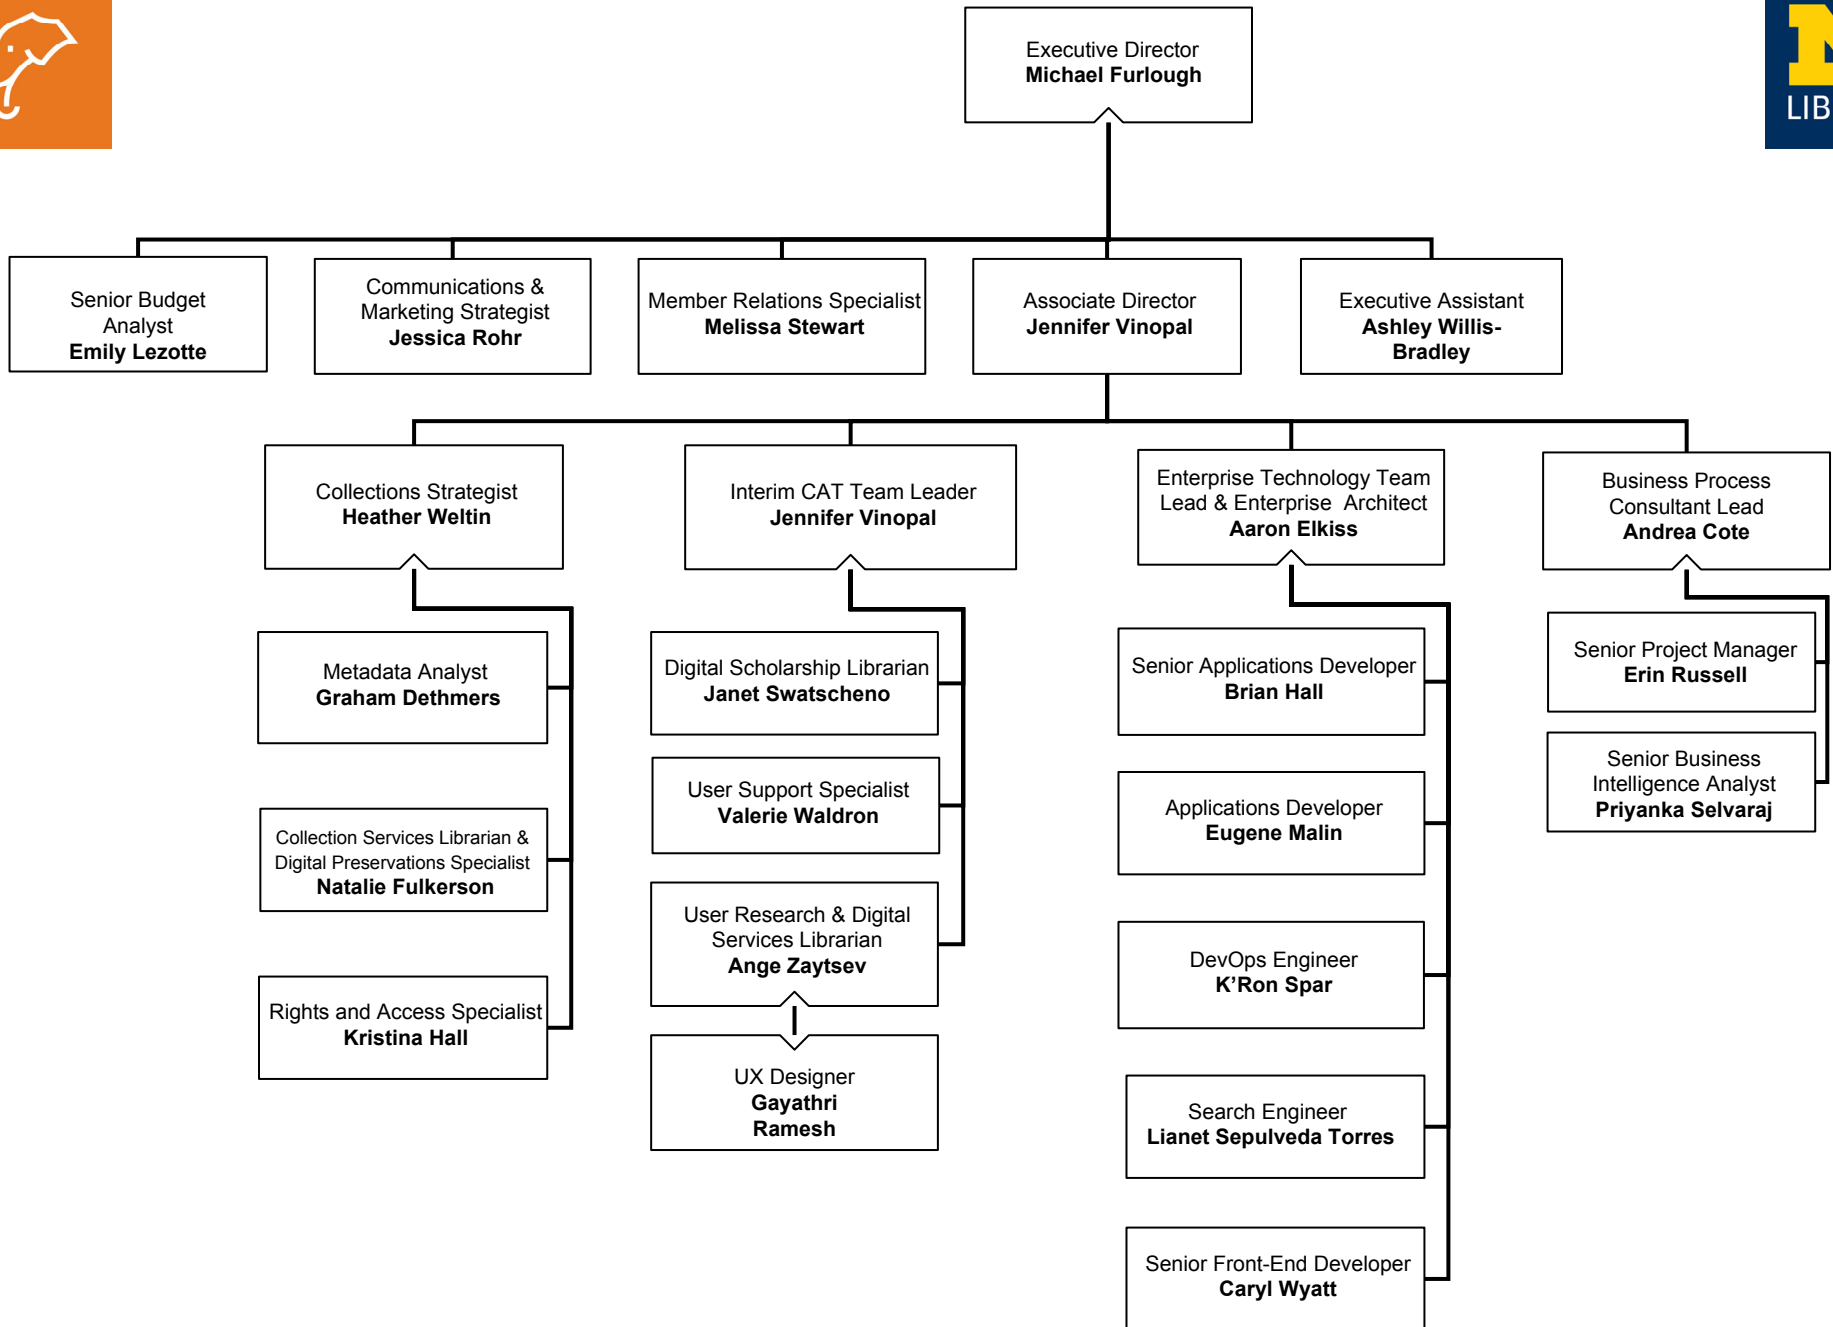 Executive Director
Michael Furlough
LIB
Senior Budget
Analyst
Emily Lezotte
Communications &
Marketing Strategist
Jessica Rohr
Member Relations Specialist
Melissa Stewart
Associate Director
Jennifer Vinopal
Executive Assistant
Ashley Willis-
Bradley
Collections Strategist
Heather Weltin
Interim CAT Team Leader
Jennifer Vinopal
Enterprise Technology Team
Lead & Enterprise Architect
Aaron Elkiss
Business Process
Consultant Lead
Andrea Cote
Metadata Analyst
Graham Dethmers
Digital Scholarship Librarian
Janet Swatscheno
Senior Applications Developer
Brian Hall
Senior Project Manager
Erin Russell
User Support Specialist
Valerie Waldron
Applications Developer
Eugene Malin
Senior Business
Intelligence Analyst
Priyanka Selvaraj
Collection Services Librarian &
Digital Preservations Specialist
Natalie Fulkerson
User Research & Digital
Services Librarian
Ange Zaytsev
DevOps Engineer
K’Ron Spar
Rights and Access Specialist
Kristina Hall
UX Designer
Gayathri
Ramesh
Search Engineer
Lianet Sepulveda Torres
Senior Front-End Developer
Caryl Wyatt